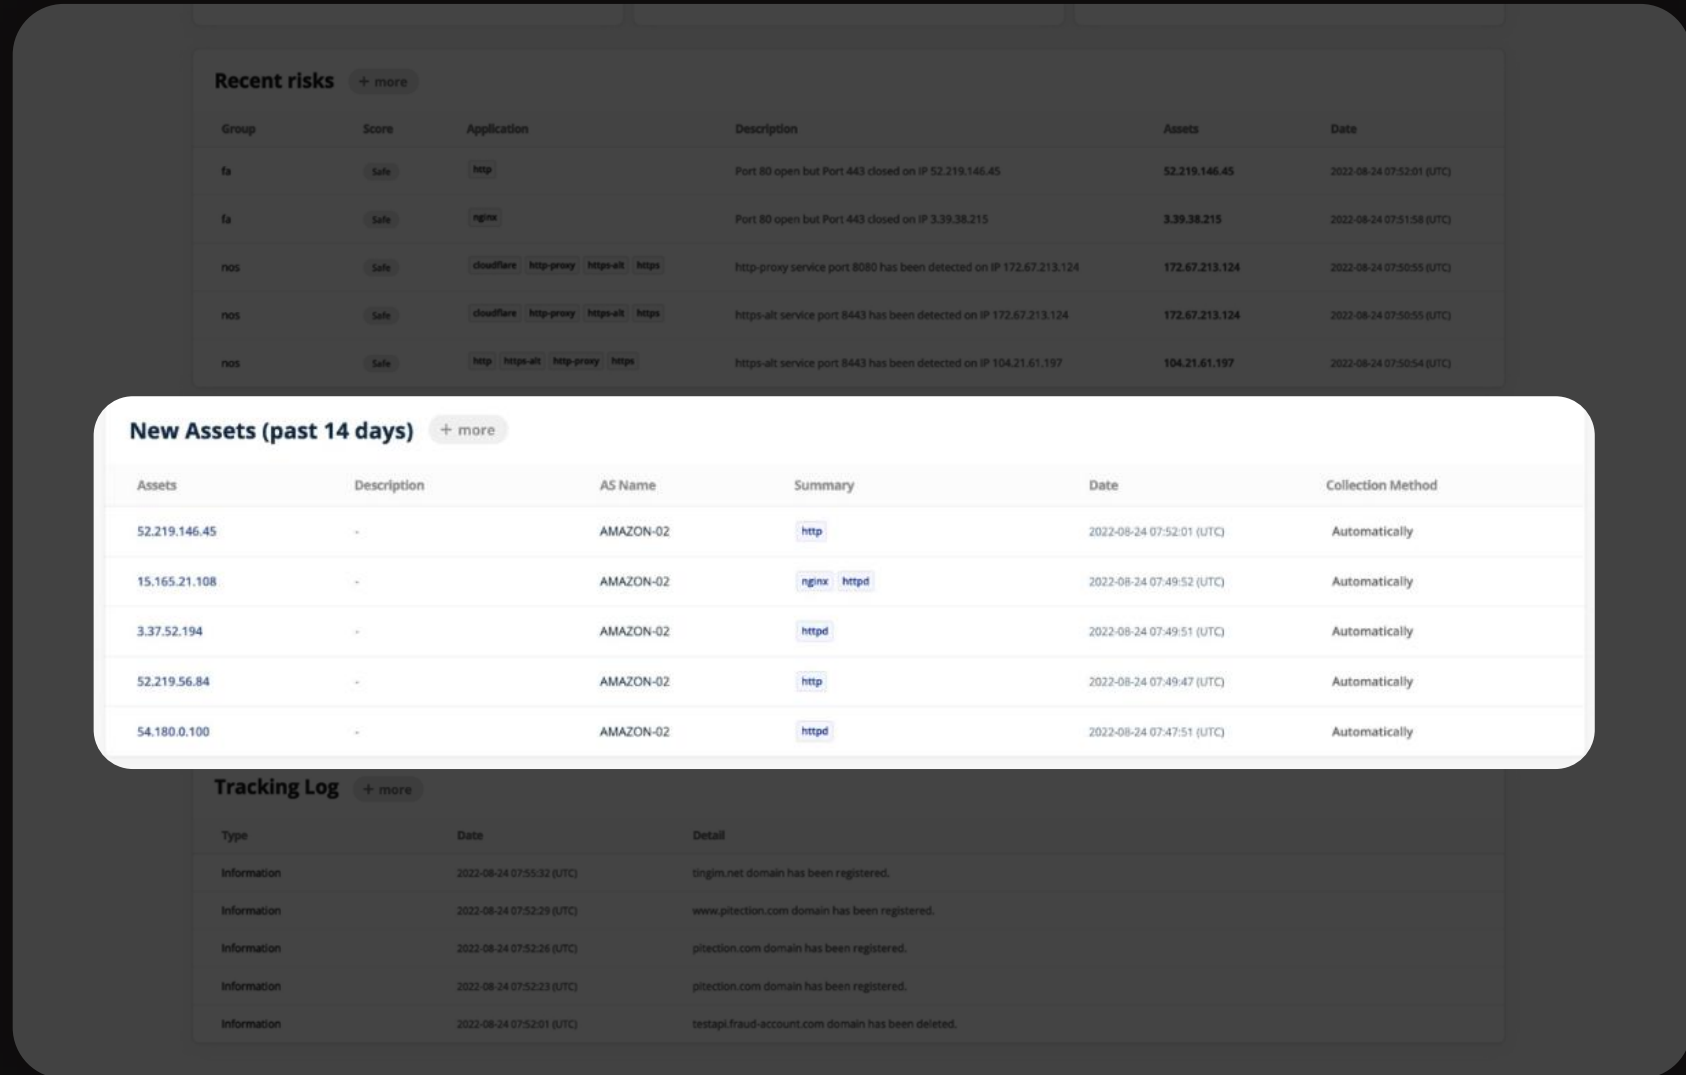 Recent risks + more
Group Score Application Description Assets Date
fa Safe http Port 80 open but Port 443 closed on IP 52.219.146.45 52.219.146.45 2022-08-24 07:52:01 (UTC)
fa Safe nginx Port 80 open but Port 443 closed on IP 3.39.38.215 3.39.38.215 2022-08-24 07:51:58 (UTC)
nos Safe cloudflare http-proxy https-alt https http-proxy service port 8080 has been detected on IP 172.67.213.124 172.67.213.124 2022-08-24 07:50:55 (UTC)
nos Safe cloudflare http-proxy https-alt https https-alt service port 8443 has been detected on IP 172.67.213.124 172.67.213.124 2022-08-24 07:50:55 (UTC)
nos Safe http https-alt http-proxy https https-alt service port 8443 has been detected on IP 104.21.61.197 104.21.61.197 2022-08-24 07:50:54 (UTC)
New Assets (past 14 days) + more
Assets Description AS Name Summary Date Collection Method
52.219.146.45 - AMAZON-02 http 2022-08-24 07:52:01 (UTC) Automatically
15.165.21.108 - AMAZON-02 nginx httpd 2022-08-24 07:49:52 (UTC) Automatically
3.37.52.194 - AMAZON-02 httpd 2022-08-24 07:49:51 (UTC) Automatically
52.219.56.84 - AMAZON-02 http 2022-08-24 07:49:47 (UTC) Automatically
54.180.0.100 - AMAZON-02 httpd 2022-08-24 07:47:51 (UTC) Automatically
Tracking Log + more
Type Date Detail
Information 2022-08-24 07:55:32 (UTC) tingim.net domain has been registered.
Information 2022-08-24 07:52:29 (UTC) www.pitection.com domain has been registered.
Information 2022-08-24 07:52:26 (UTC) pitection.com domain has been registered.
Information 2022-08-24 07:52:23 (UTC) pitection.com domain has been registered.
Information 2022-08-24 07:52:01 (UTC) testapi.fraud-account.com domain has been deleted.